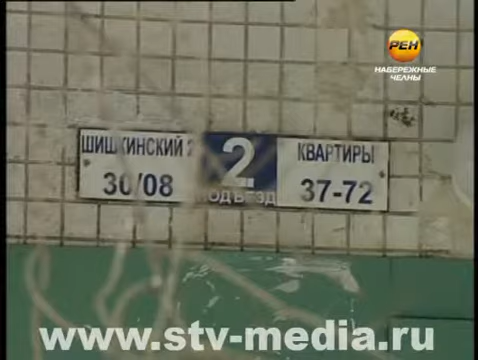 РЕН
НАБЕРЕЖНЫЕ
ЧЕЛНЫ
ШИШКИНСКИЙ
30/08
2
ПОДЪЕЗД
КВАРТИРЫ
37-72
www.stv-media.ru